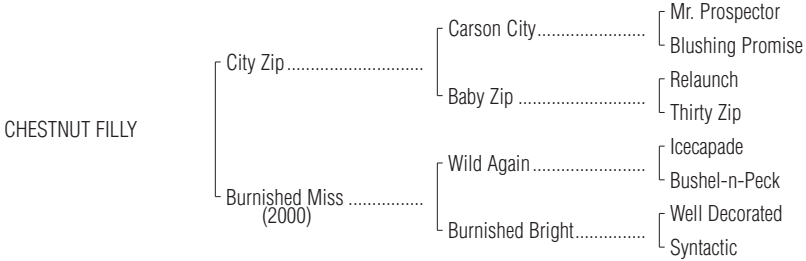 Mr. Prospector
Carson City.......................
Blushing Promise
City Zip.............................
Relaunch
Baby Zip ...........................
Thirty Zip
CHESTNUT FILLY
Icecapade
Wild Again........................
Bushel-n-Peck
Burnished Miss ................
(2000)
Well Decorated
Burnished Bright...............
Syntactic